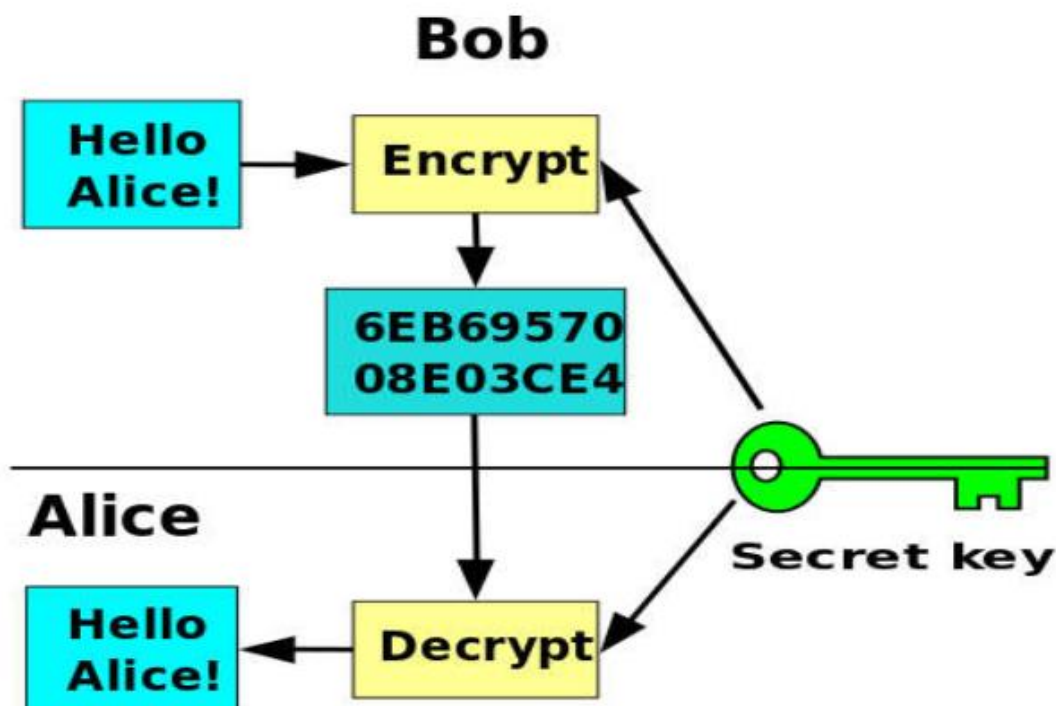 Bob
Hello
Alice!
Encrypt
6EB69570
08E03CE4
Alice
Secret key
Hello
Alice!
Decrypt